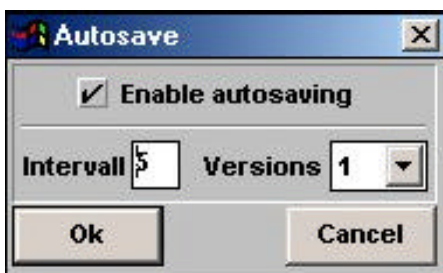 Autosave
Enable autosaving
Intervall 5 Versions 1
Ok Cancel